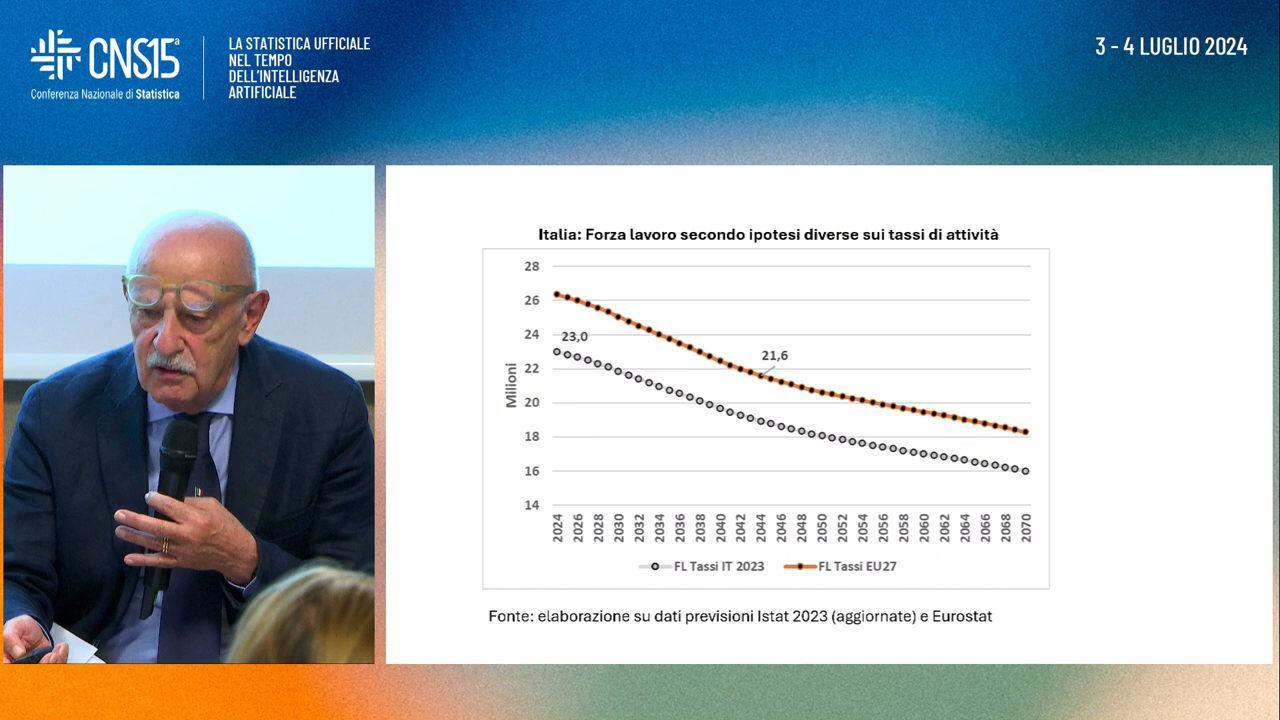 CNS15ª
Conferenza Nazionale di Statistica
LA STATISTICA UFFICIALE
NEL TEMPO
DELL'INTELLIGENZA
ARTIFICIALE
3 - 4 LUGLIO 2024
Italia: Forza lavoro secondo ipotesi diverse sui tassi di attività
Milioni
28
26
24
22
20
18
16
14
23,0
21,6
2024 2026 2028 2030 2032 2034 2036 2038 2040 2042 2044 2046 2048 2050 2052 2054 2056 2058 2060 2062 2064 2066 2068 2070
FL Tassi IT 2023 FL Tassi EU27
Fonte: elaborazione su dati previsioni Istat 2023 (aggiornate) e Eurostat